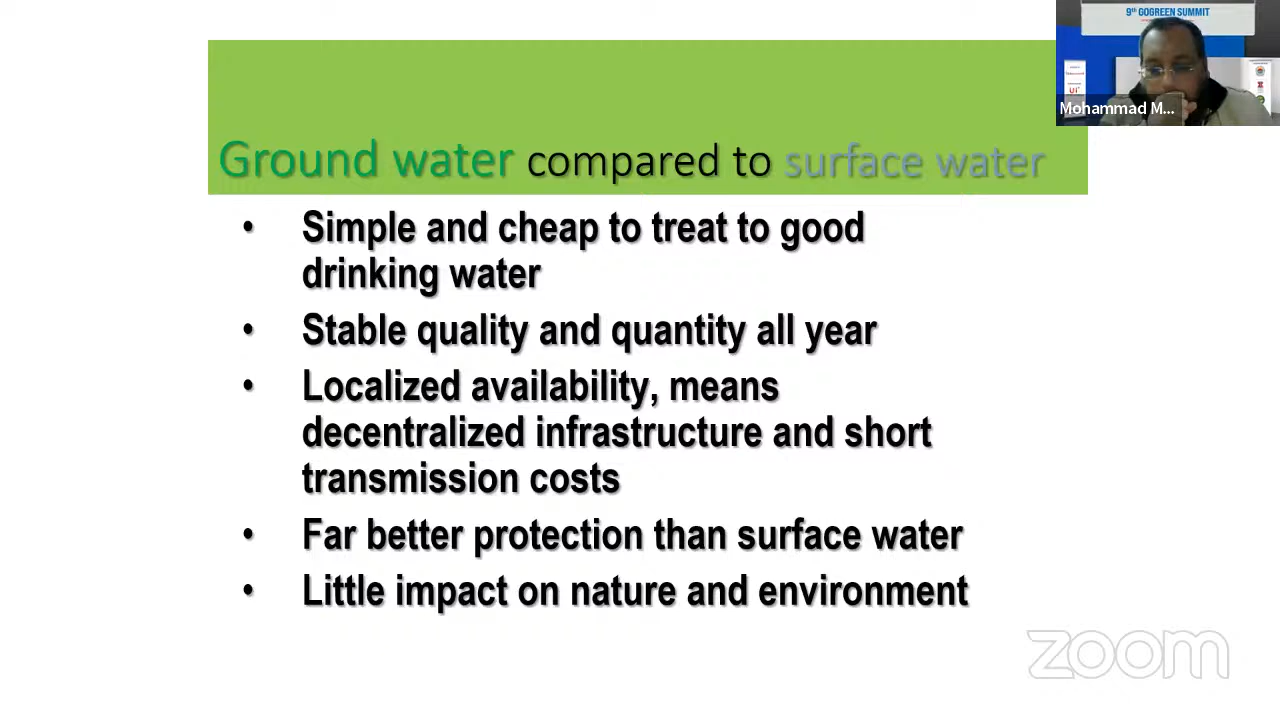 9th GOGREEN SUMMIT
Mohammad M...
Ground water compared to surface water
• Simple and cheap to treat to good
drinking water
• Stable quality and quantity all year
• Localized availability, means
decentralized infrastructure and short
transmission costs
• Far better protection than surface water
• Little impact on nature and environment
zoom